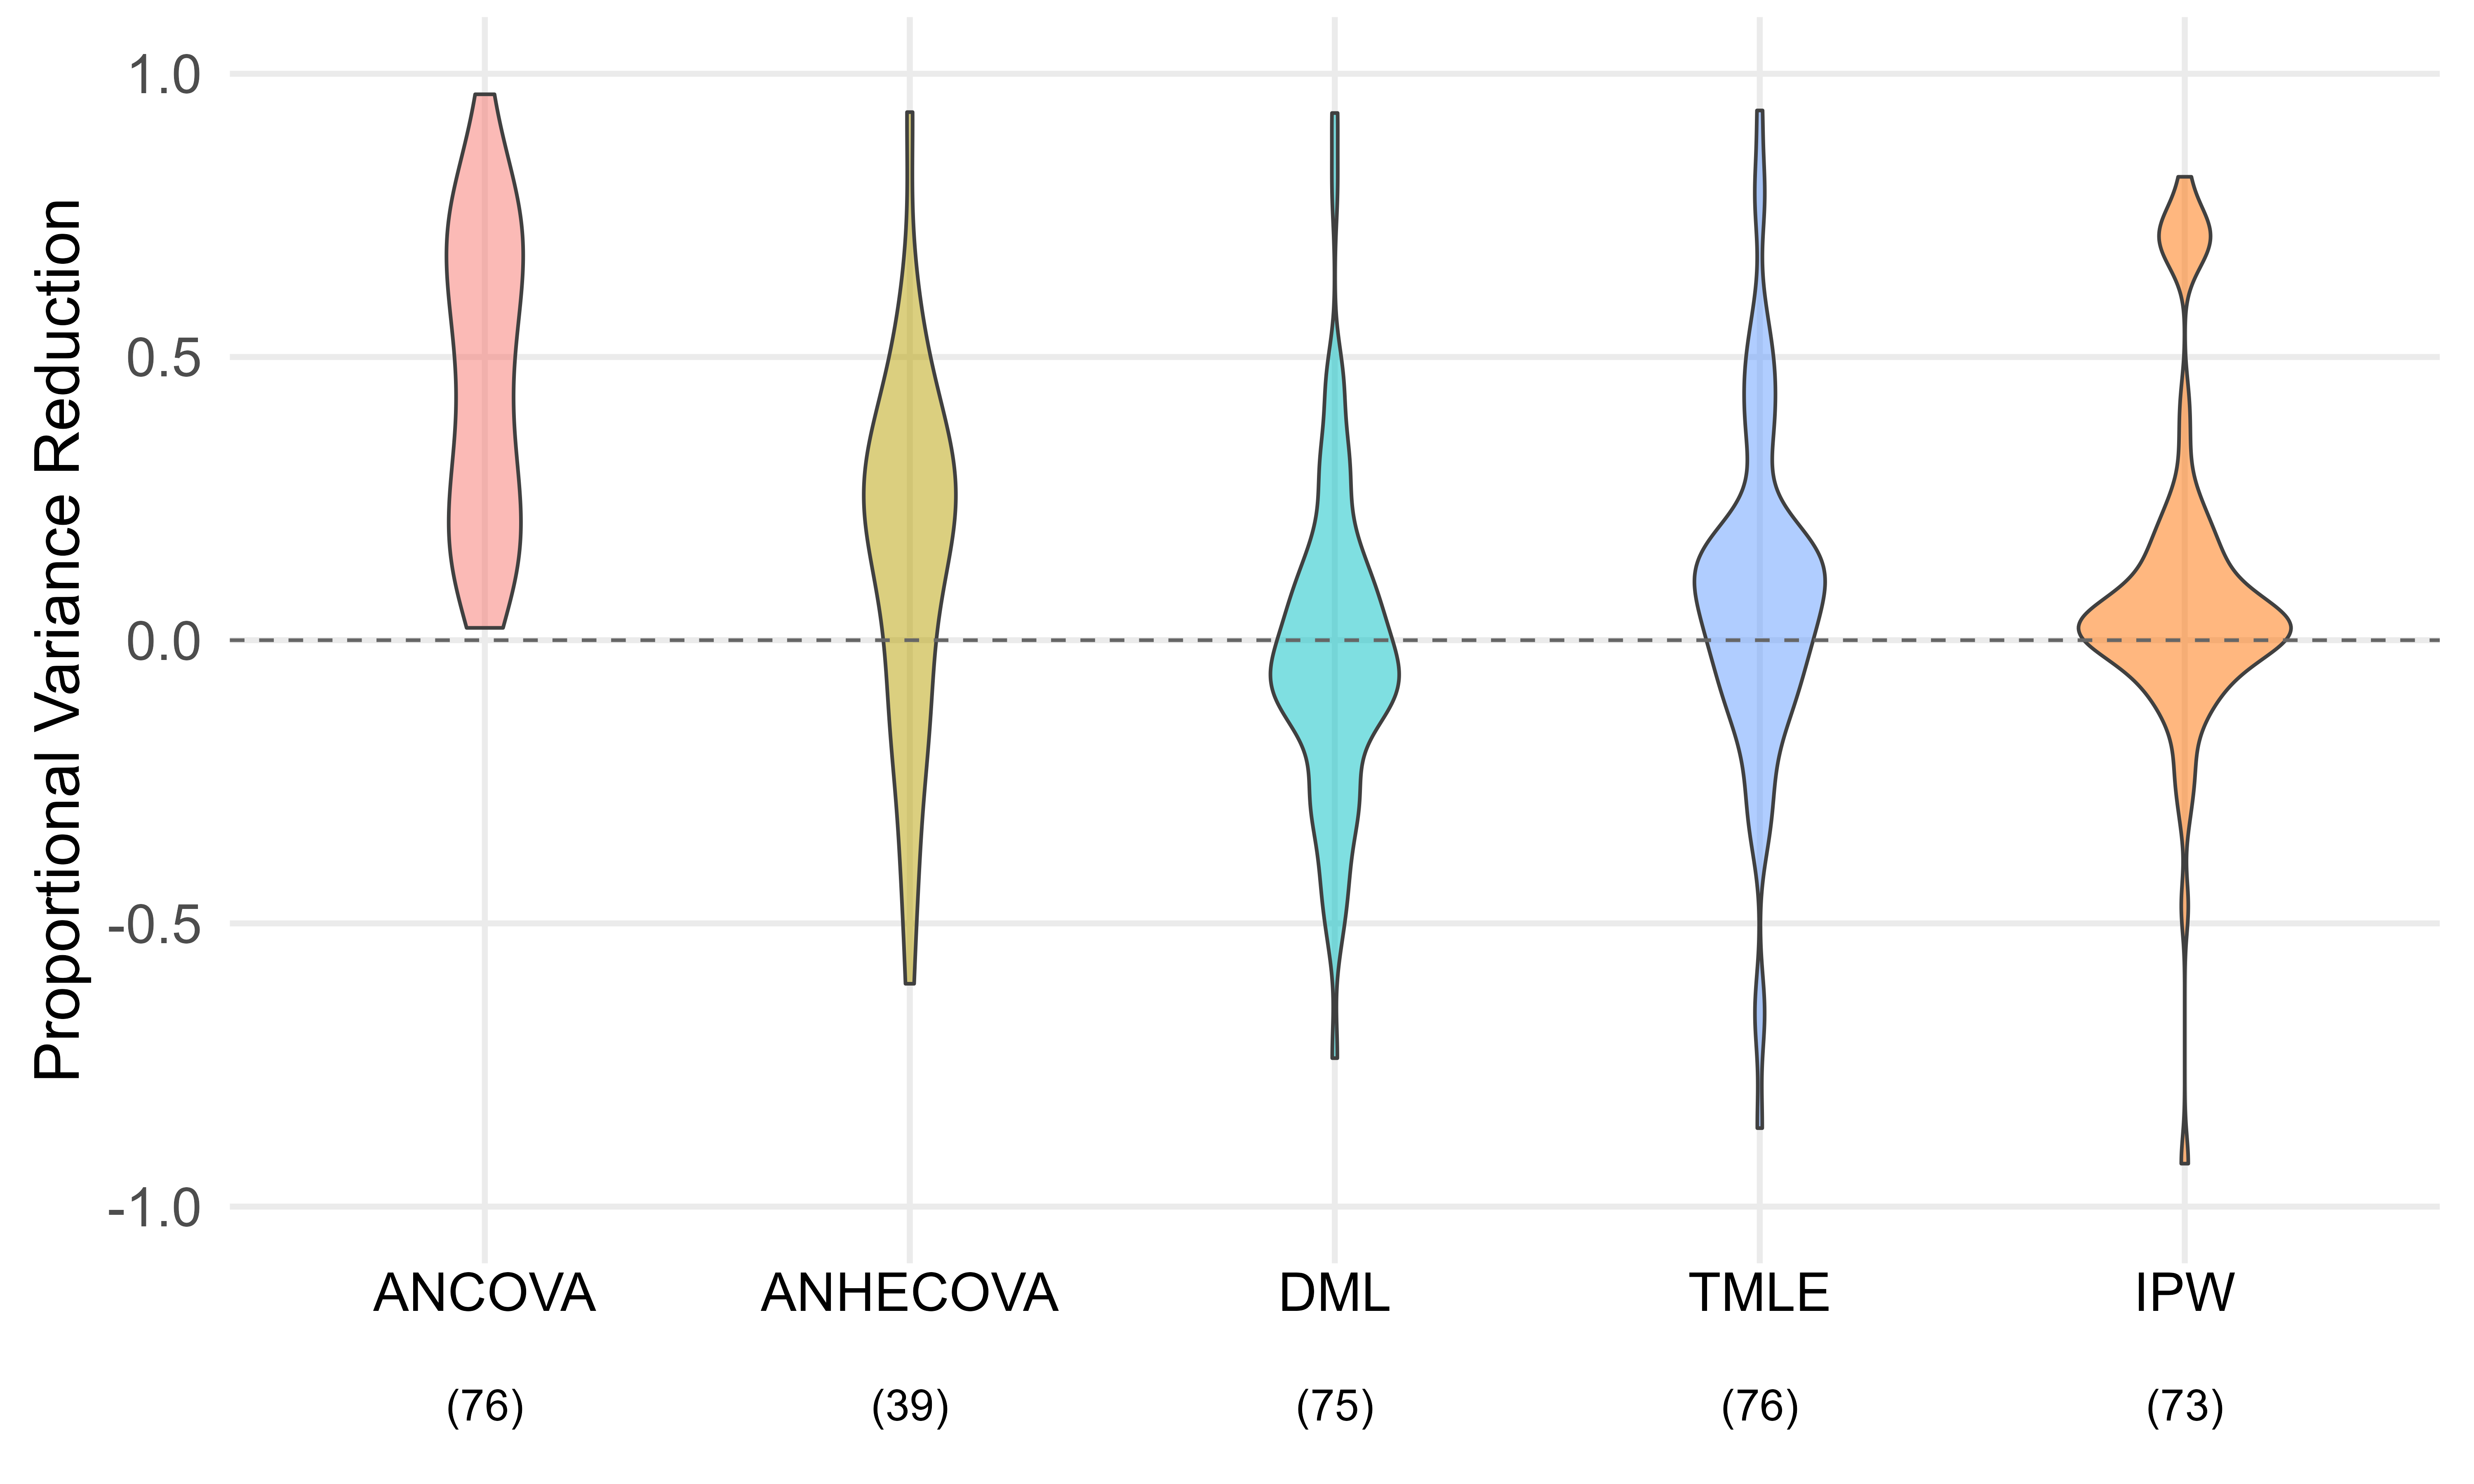 Proportional Variance Reduction
1.0
0.5
0.0
-0.5
-1.0
ANCOVA ANHECOVA DML TMLE IPW
(76) (39) (75) (76) (73)